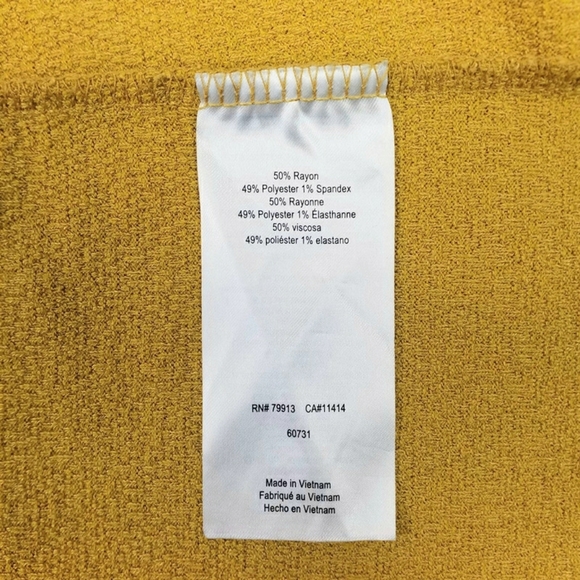 50% Rayon
49% Polyester 1% Spandex
50% Rayonne
49% Polyester 1% Élasthanne
50% viscosa
49% poliéster 1% elastano
RN# 79913 CA#11414
60731
Made in Vietnam
Fabriqué au Vietnam
Hecho en Vietnam